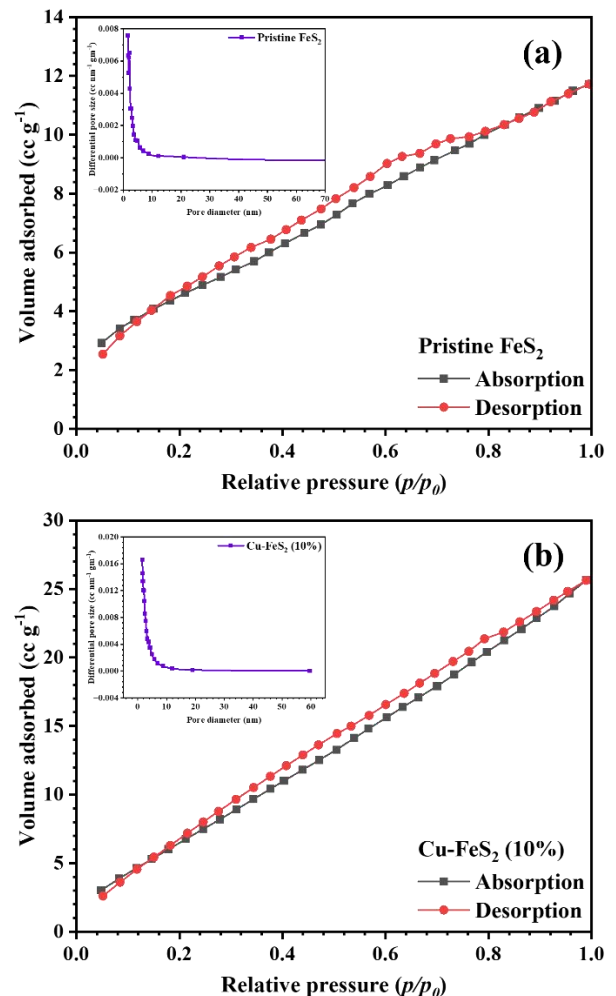 (a)
Pristine FeS₂
Differential pore size (cc nm⁻¹ gm⁻¹)
0.008
0.006
0.004
0.002
0.000
−0.002
0 10 20 30 40 50 60 70
Pore diameter (nm)
Volume adsorbed (cc g⁻¹)
14
12
10
8
6
4
2
0
Pristine FeS₂
Absorption
Desorption
0.0 0.2 0.4 0.6 0.8 1.0
Relative pressure (p/p₀)
(b)
Cu-FeS₂ (10%)
Differential pore size (cc nm⁻¹ gm⁻¹)
0.020
0.016
0.012
0.008
0.004
0.000
−0.004
0 10 20 30 40 50 60
Pore diameter (nm)
Volume adsorbed (cc g⁻¹)
30
25
20
15
10
5
0
Cu-FeS₂ (10%)
Absorption
Desorption
0.0 0.2 0.4 0.6 0.8 1.0
Relative pressure (p/p₀)